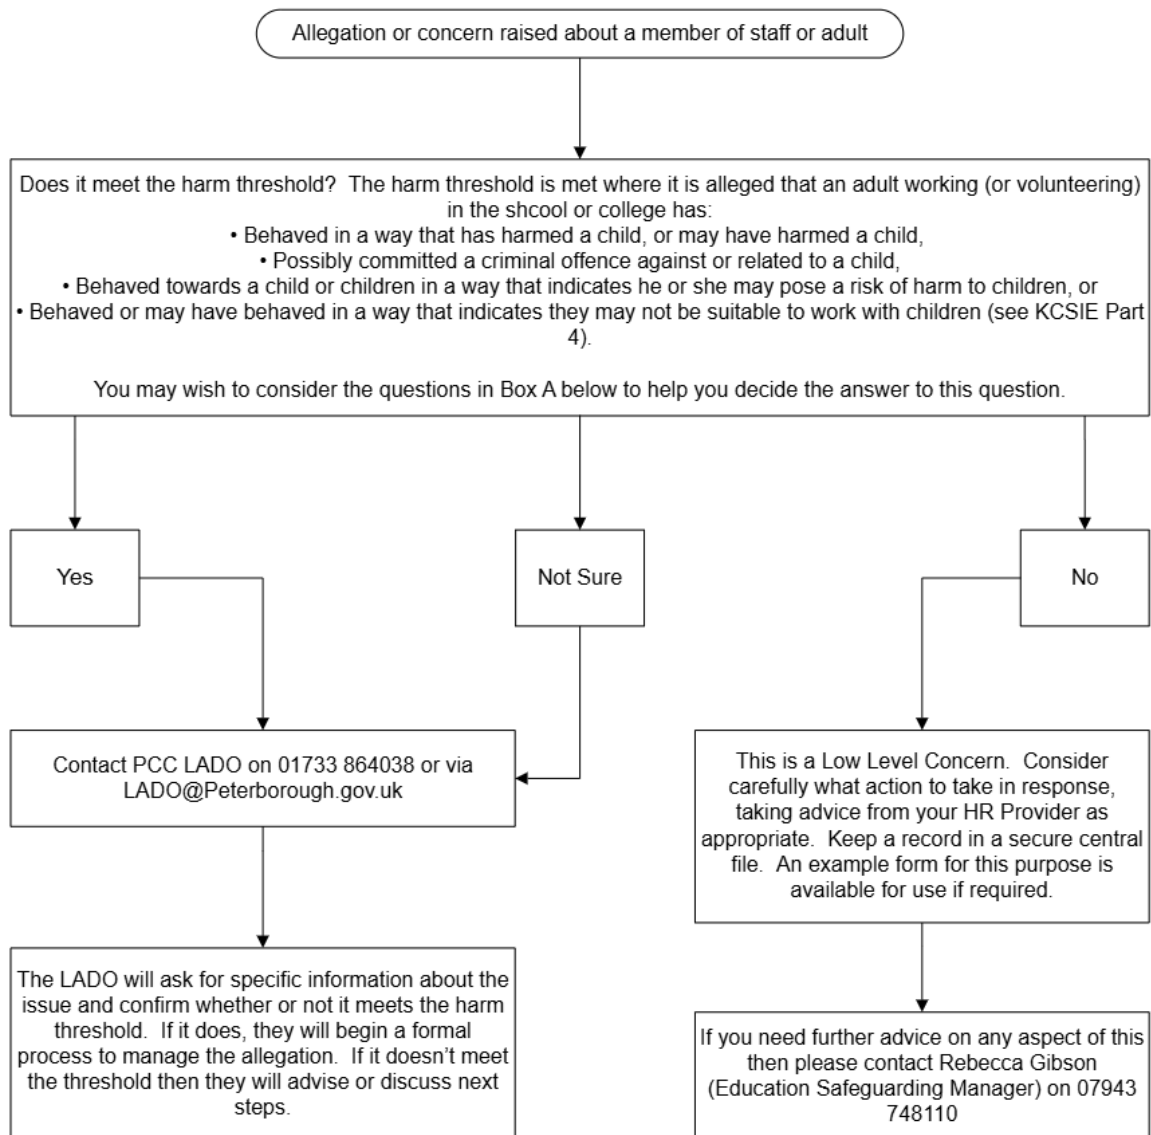 Allegation or concern raised about a member of staff or adult
Does it meet the harm threshold?  The harm threshold is met where it is alleged that an adult working (or volunteering)
in the shcool or college has:
• Behaved in a way that has harmed a child, or may have harmed a child,
• Possibly committed a criminal offence against or related to a child,
• Behaved towards a child or children in a way that indicates he or she may pose a risk of harm to children, or
• Behaved or may have behaved in a way that indicates they may not be suitable to work with children (see KCSIE Part
4).
You may wish to consider the questions in Box A below to help you decide the answer to this question.
Yes
Not Sure
No
Contact PCC LADO on 01733 864038 or via
LADO@Peterborough.gov.uk
This is a Low Level Concern.  Consider
carefully what action to take in response,
taking advice from your HR Provider as
appropriate.  Keep a record in a secure central
file.  An example form for this purpose is
available for use if required.
The LADO will ask for specific information about the
issue and confirm whether or not it meets the harm
threshold.  If it does, they will begin a formal
process to manage the allegation.  If it doesn't meet
the threshold then they will advise or discuss next
steps.
If you need further advice on any aspect of this
then please contact Rebecca Gibson
(Education Safeguarding Manager) on 07943
748110